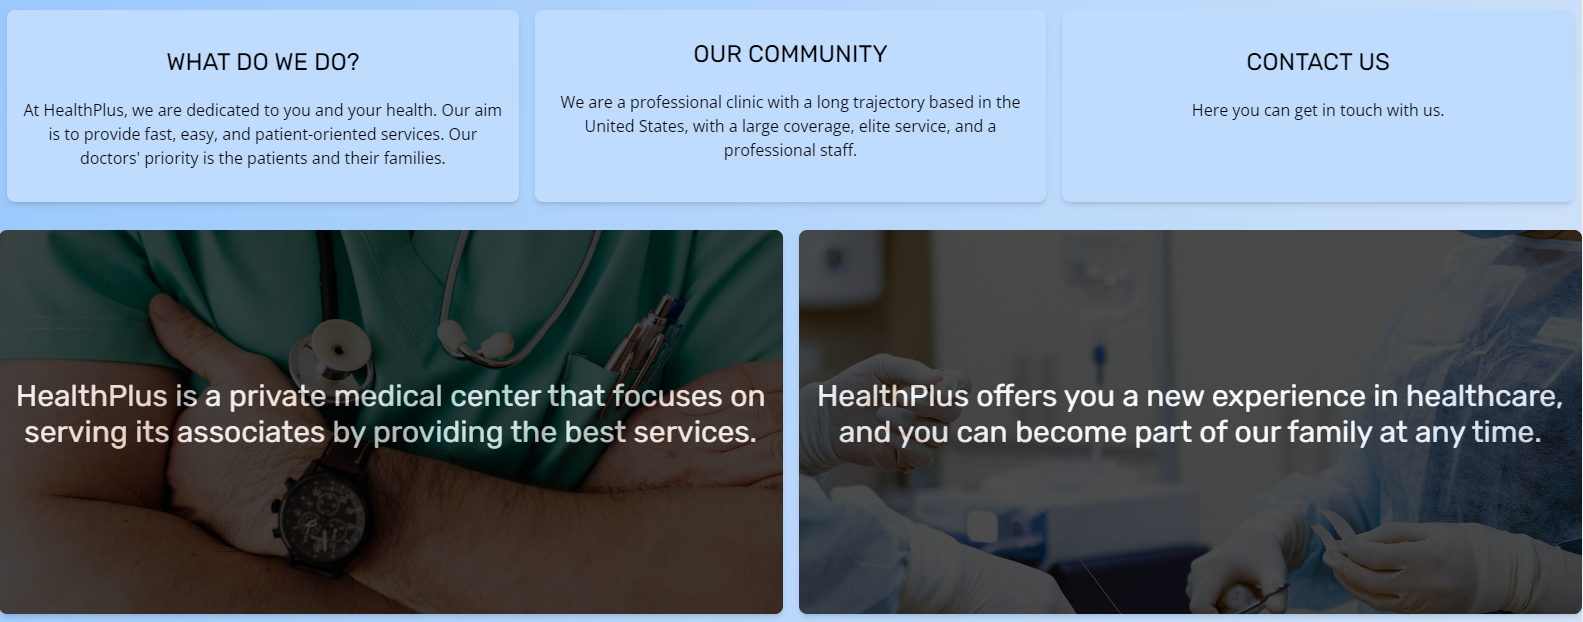 WHAT DO WE DO?
At HealthPlus, we are dedicated to you and your health. Our aim
is to provide fast, easy, and patient-oriented services. Our
doctors' priority is the patients and their families.
OUR COMMUNITY
We are a professional clinic with a long trajectory based in the
United States, with a large coverage, elite service, and a
professional staff.
CONTACT US
Here you can get in touch with us.
HealthPlus is a private medical center that focuses on
serving its associates by providing the best services.
HealthPlus offers you a new experience in healthcare,
and you can become part of our family at any time.